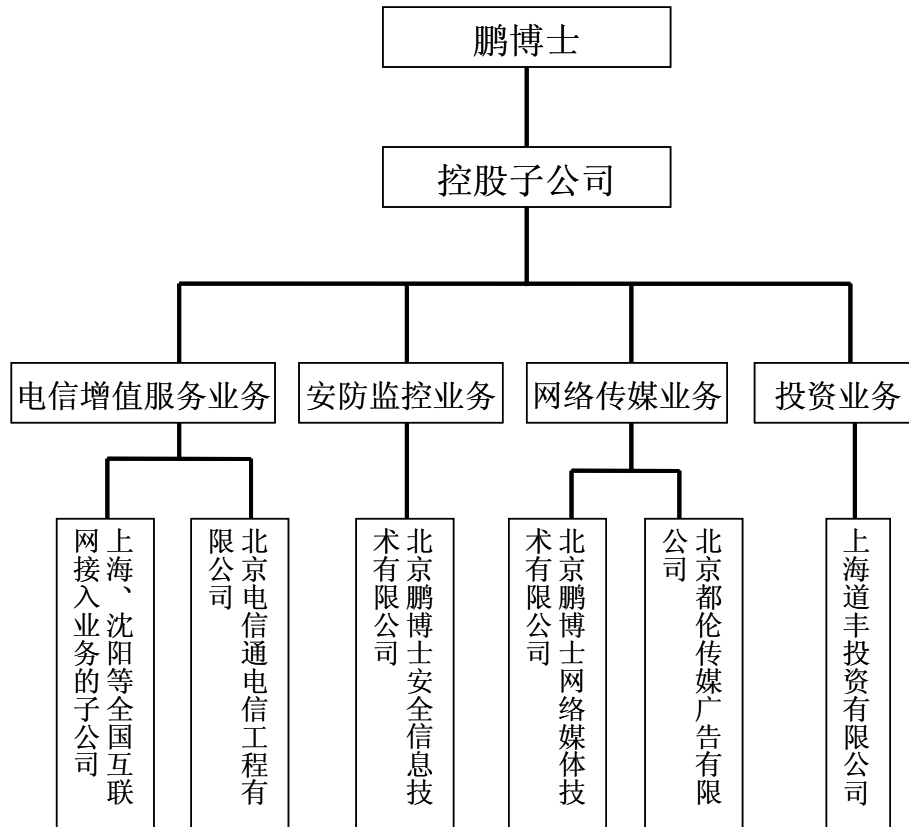 鹏博士
控股子公司
电信增值服务业务
安防监控业务
网络传媒业务
投资业务
上海、沈阳等全国互联
网接入业务的子公司
北京电信通电信工程有
限公司
北京鹏博士安全信息技
术有限公司
北京鹏博士网络媒体技
术有限公司
北京都伦传媒广告有限
公司
上海道丰投资有限公司